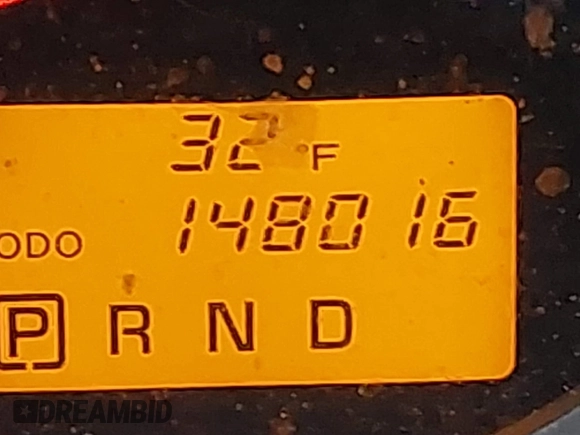 32°F
ODO 148016
P R N D
DREAMBID